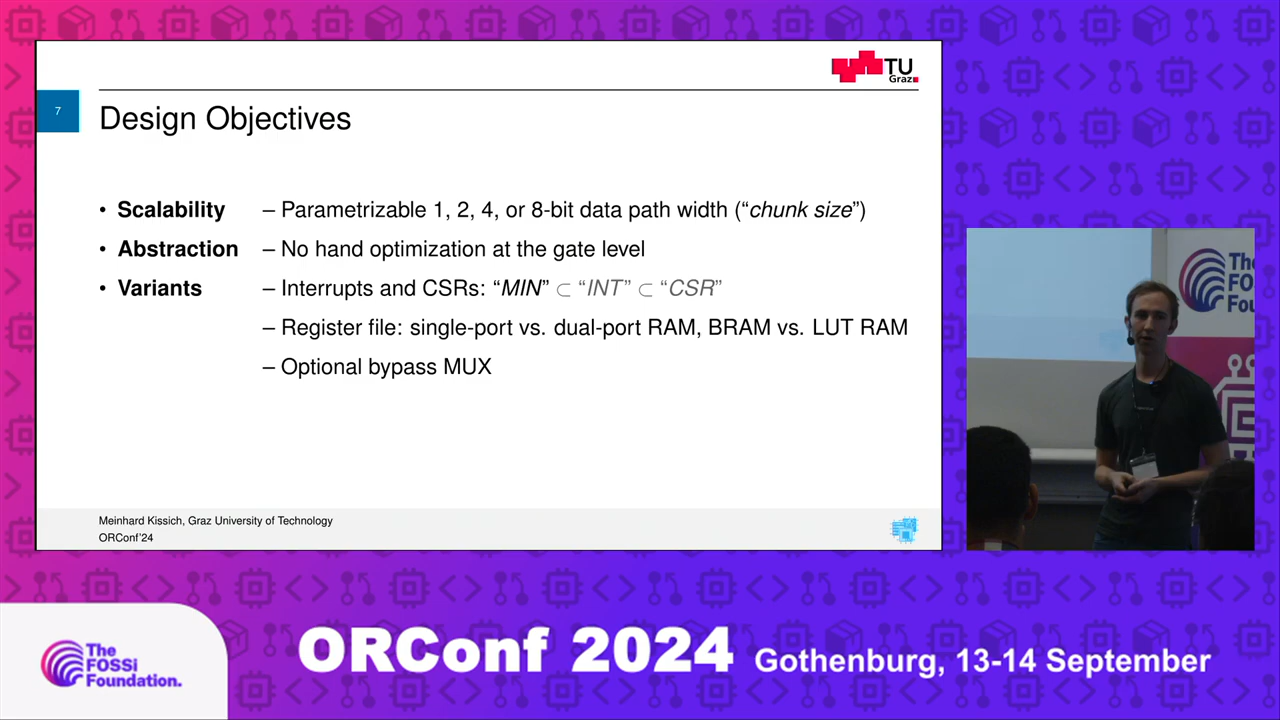 TU
Graz
7
Design Objectives
• Scalability – Parametrizable 1, 2, 4, or 8-bit data path width (“chunk size”)
• Abstraction – No hand optimization at the gate level
• Variants – Interrupts and CSRs: “MIN” ⊂ “INT” ⊂ “CSR”
– Register file: single-port vs. dual-port RAM, BRAM vs. LUT RAM
– Optional bypass MUX
Meinhard Kissich, Graz University of Technology
ORConf’24
The
FO
Foun
The
FOSSi
Foundation.
ORConf 2024 Gothenburg, 13-14 September